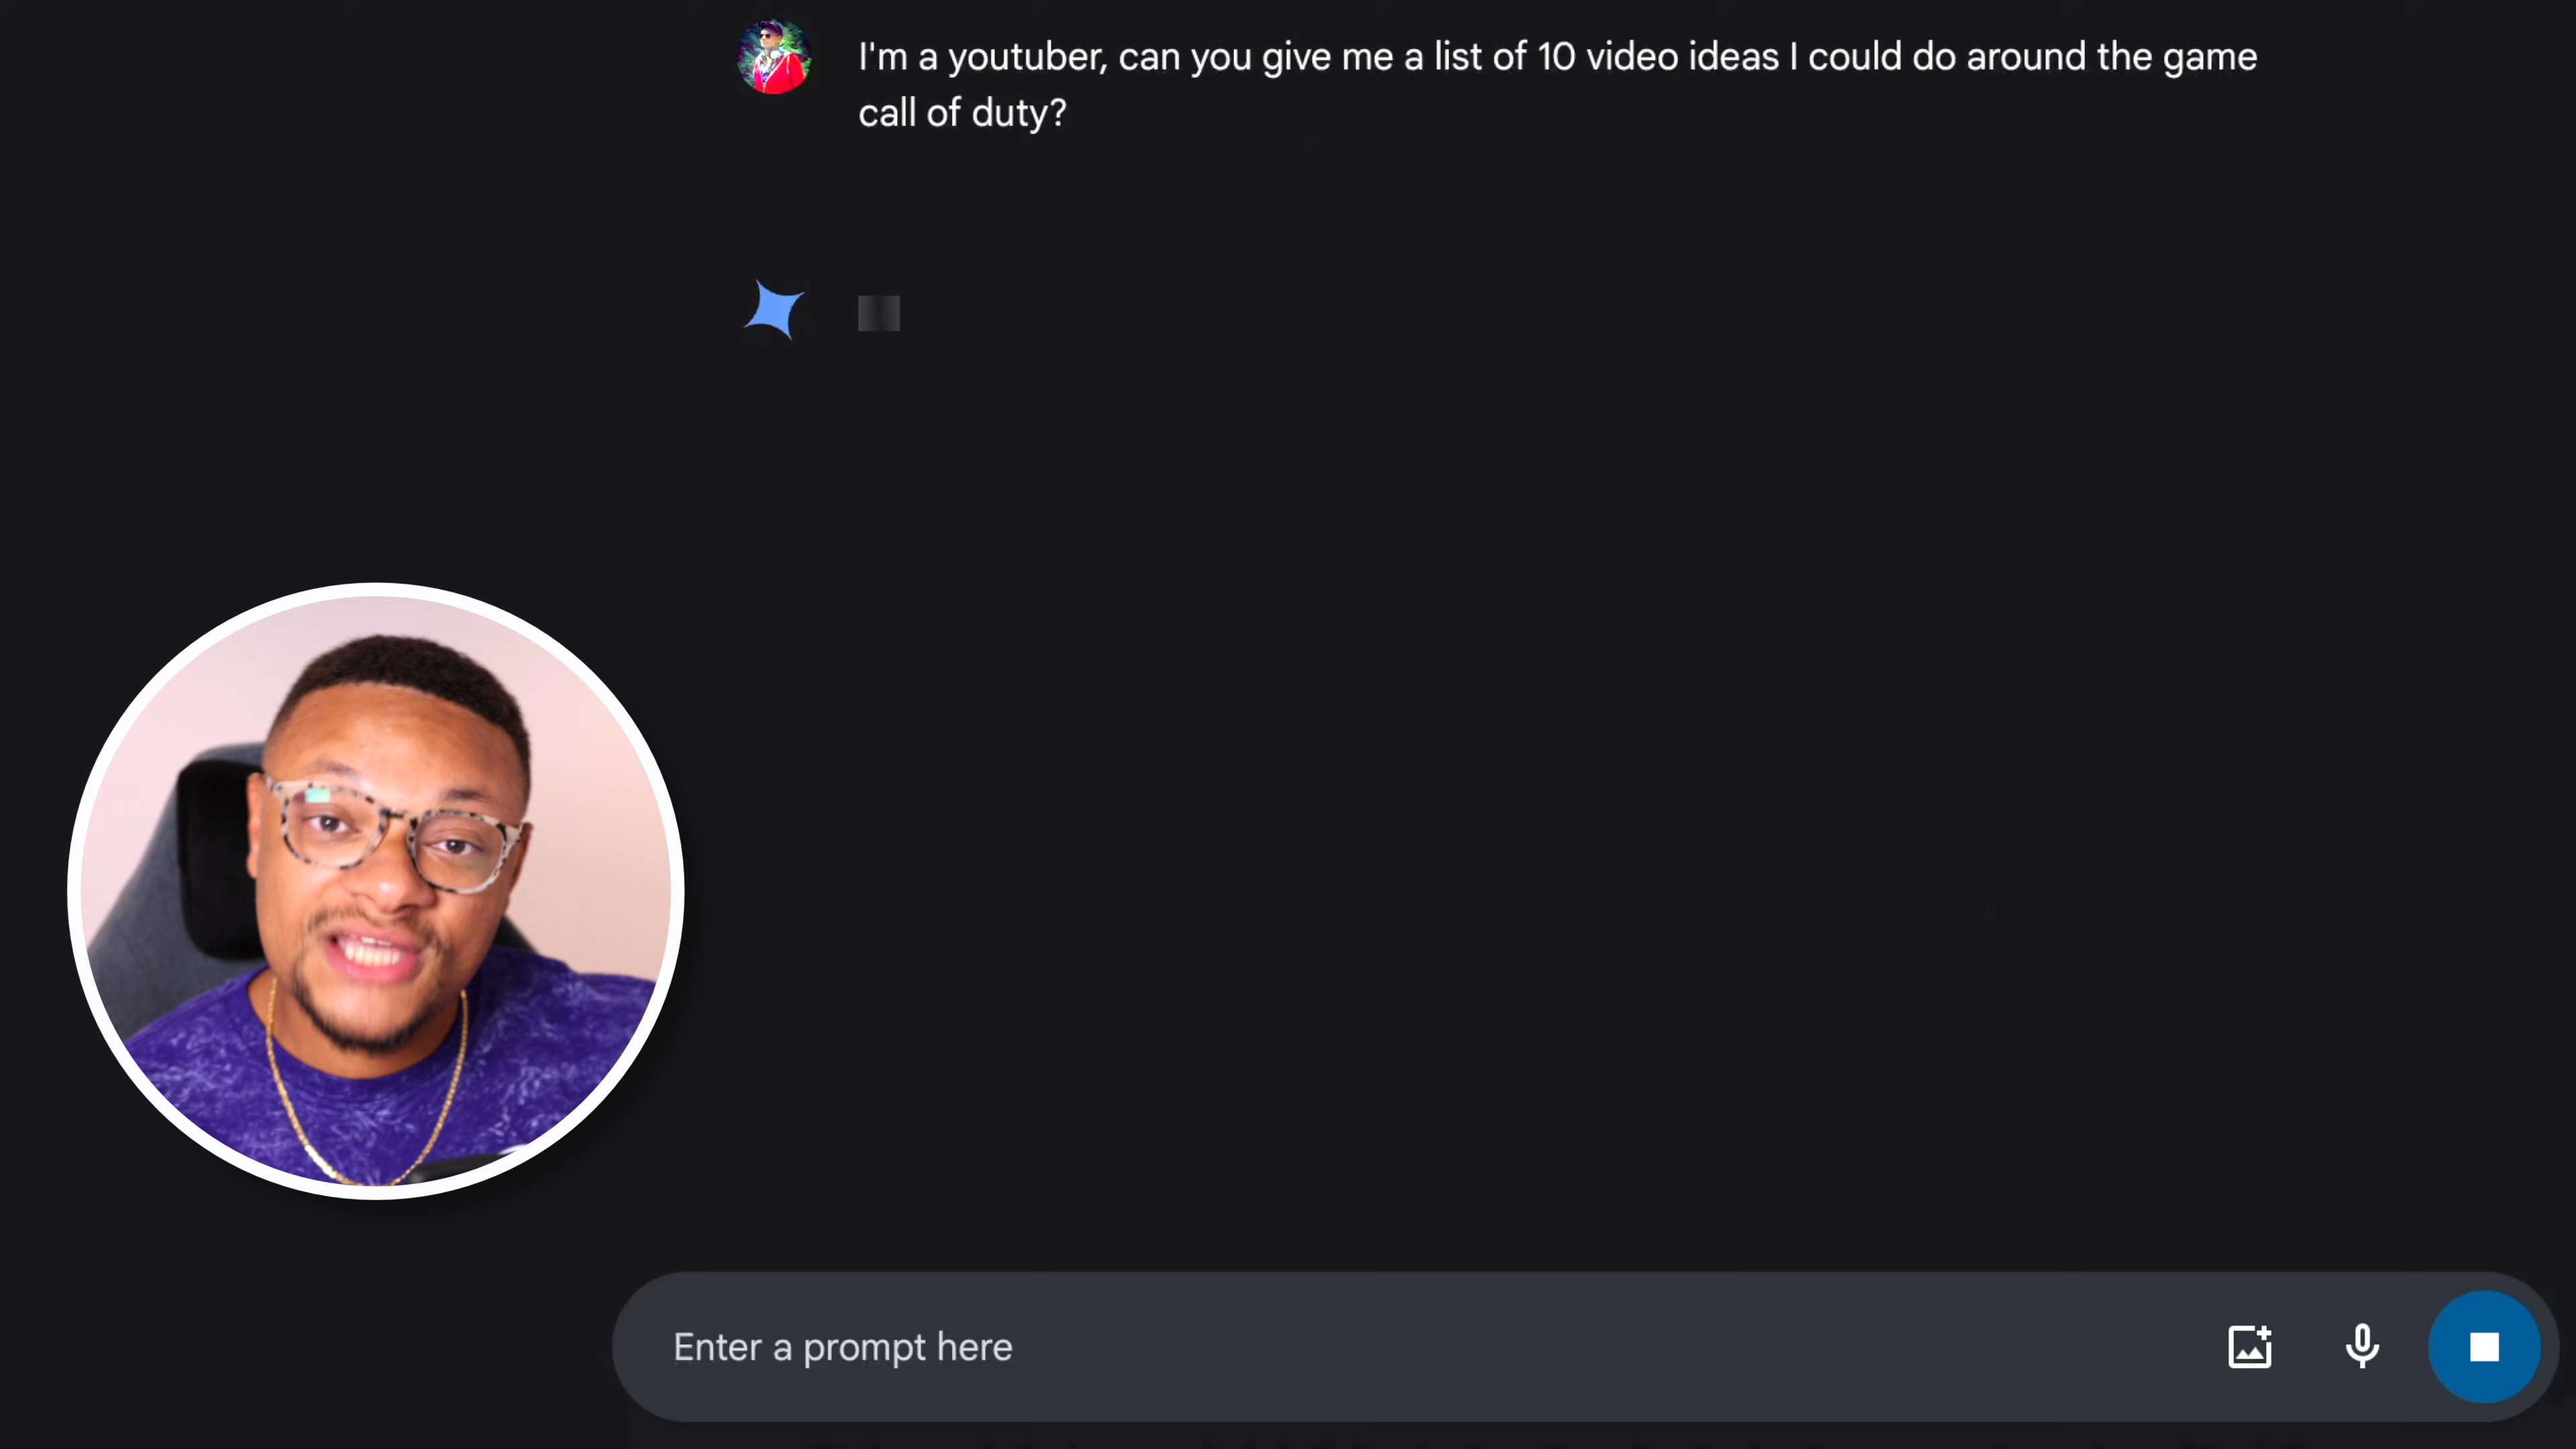 I'm a youtuber, can you give me a list of 10 video ideas I could do around the game
call of duty?
Enter a prompt here